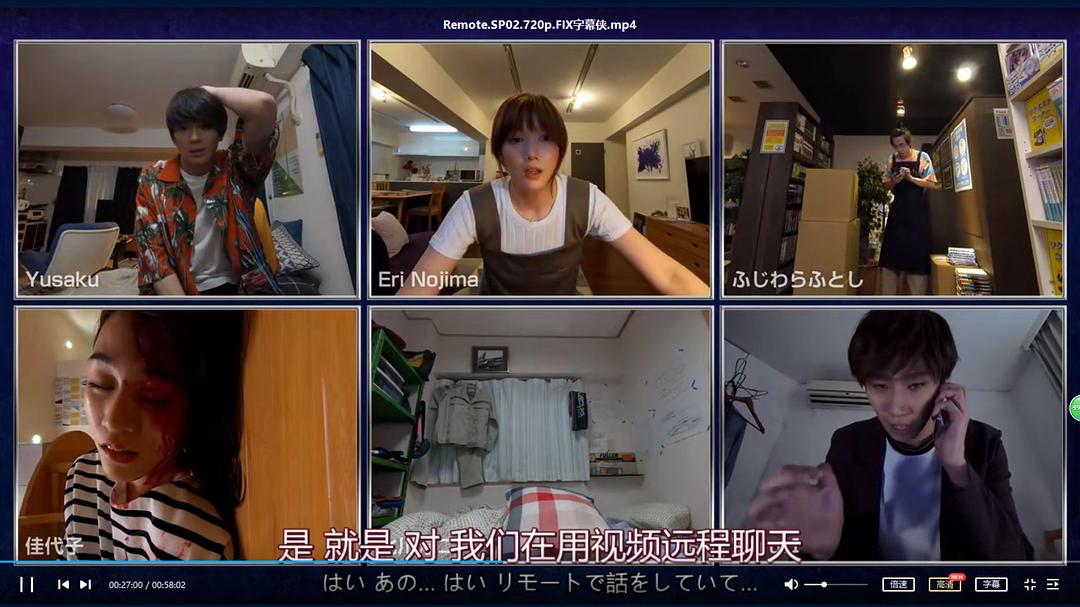 Remote.SP02.720p.FIX字幕侠.mp4
Yusaku
Eri Nojima
ふじわらふとし
佳代子
是 就是 对 我们在用视频远程聊天
はい あの... はい リモートで話をしていて...
00:27:00 / 00:58:02
倍速
高清
NEW
字幕